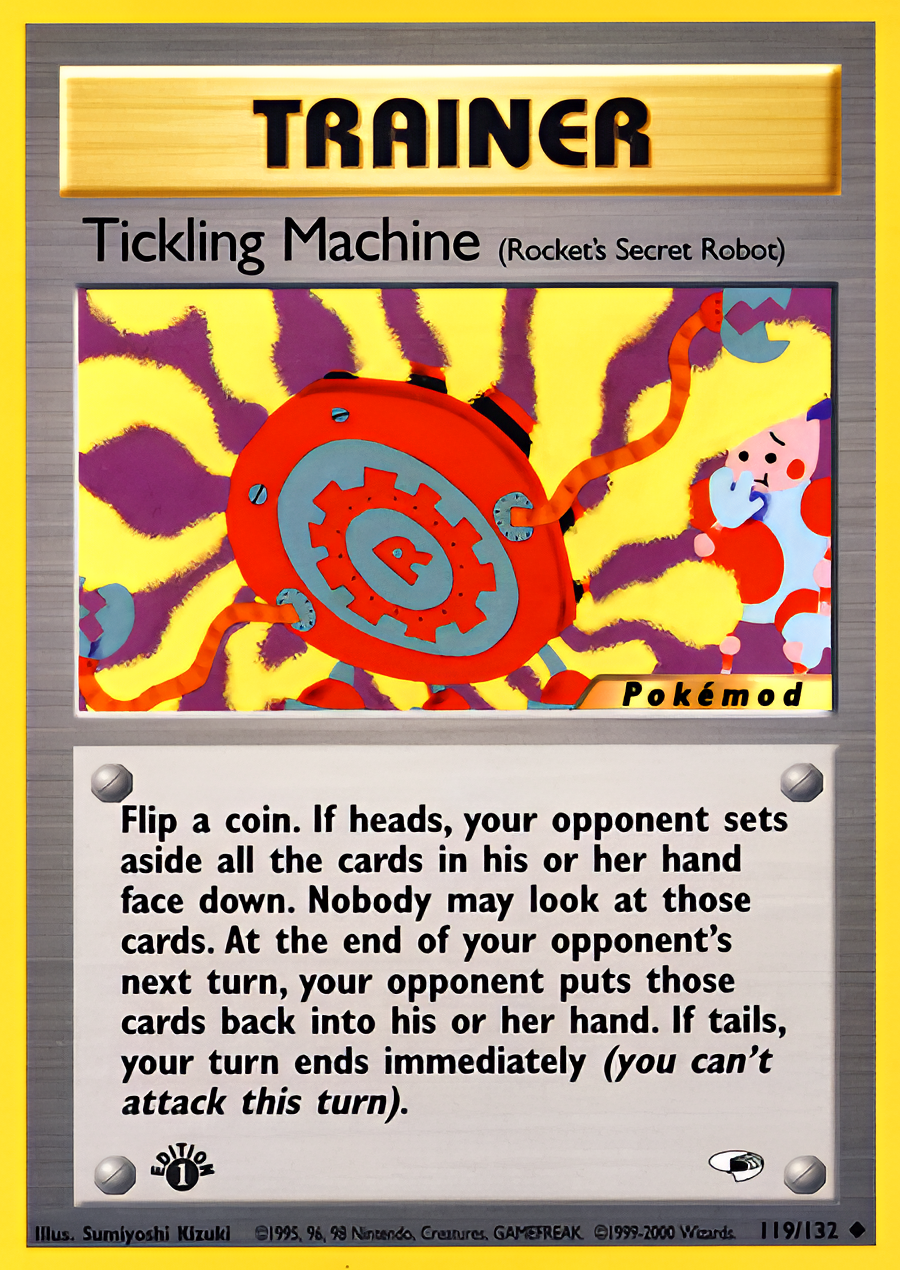 TRAINER
Tickling Machine (Rocket's Secret Robot)
R
Pokémod
Flip a coin. If heads, your opponent sets
aside all the cards in his or her hand
face down. Nobody may look at those
cards. At the end of your opponent's
next turn, your opponent puts those
cards back into his or her hand. If tails,
your turn ends immediately (you can't
attack this turn).
EDITION
1
Illus. Sumiyoshi Kizuki ©1995, 96, 98 Nintendo, Creatures, GAMEFREAK. ©1999-2000 Wizards. 119/132